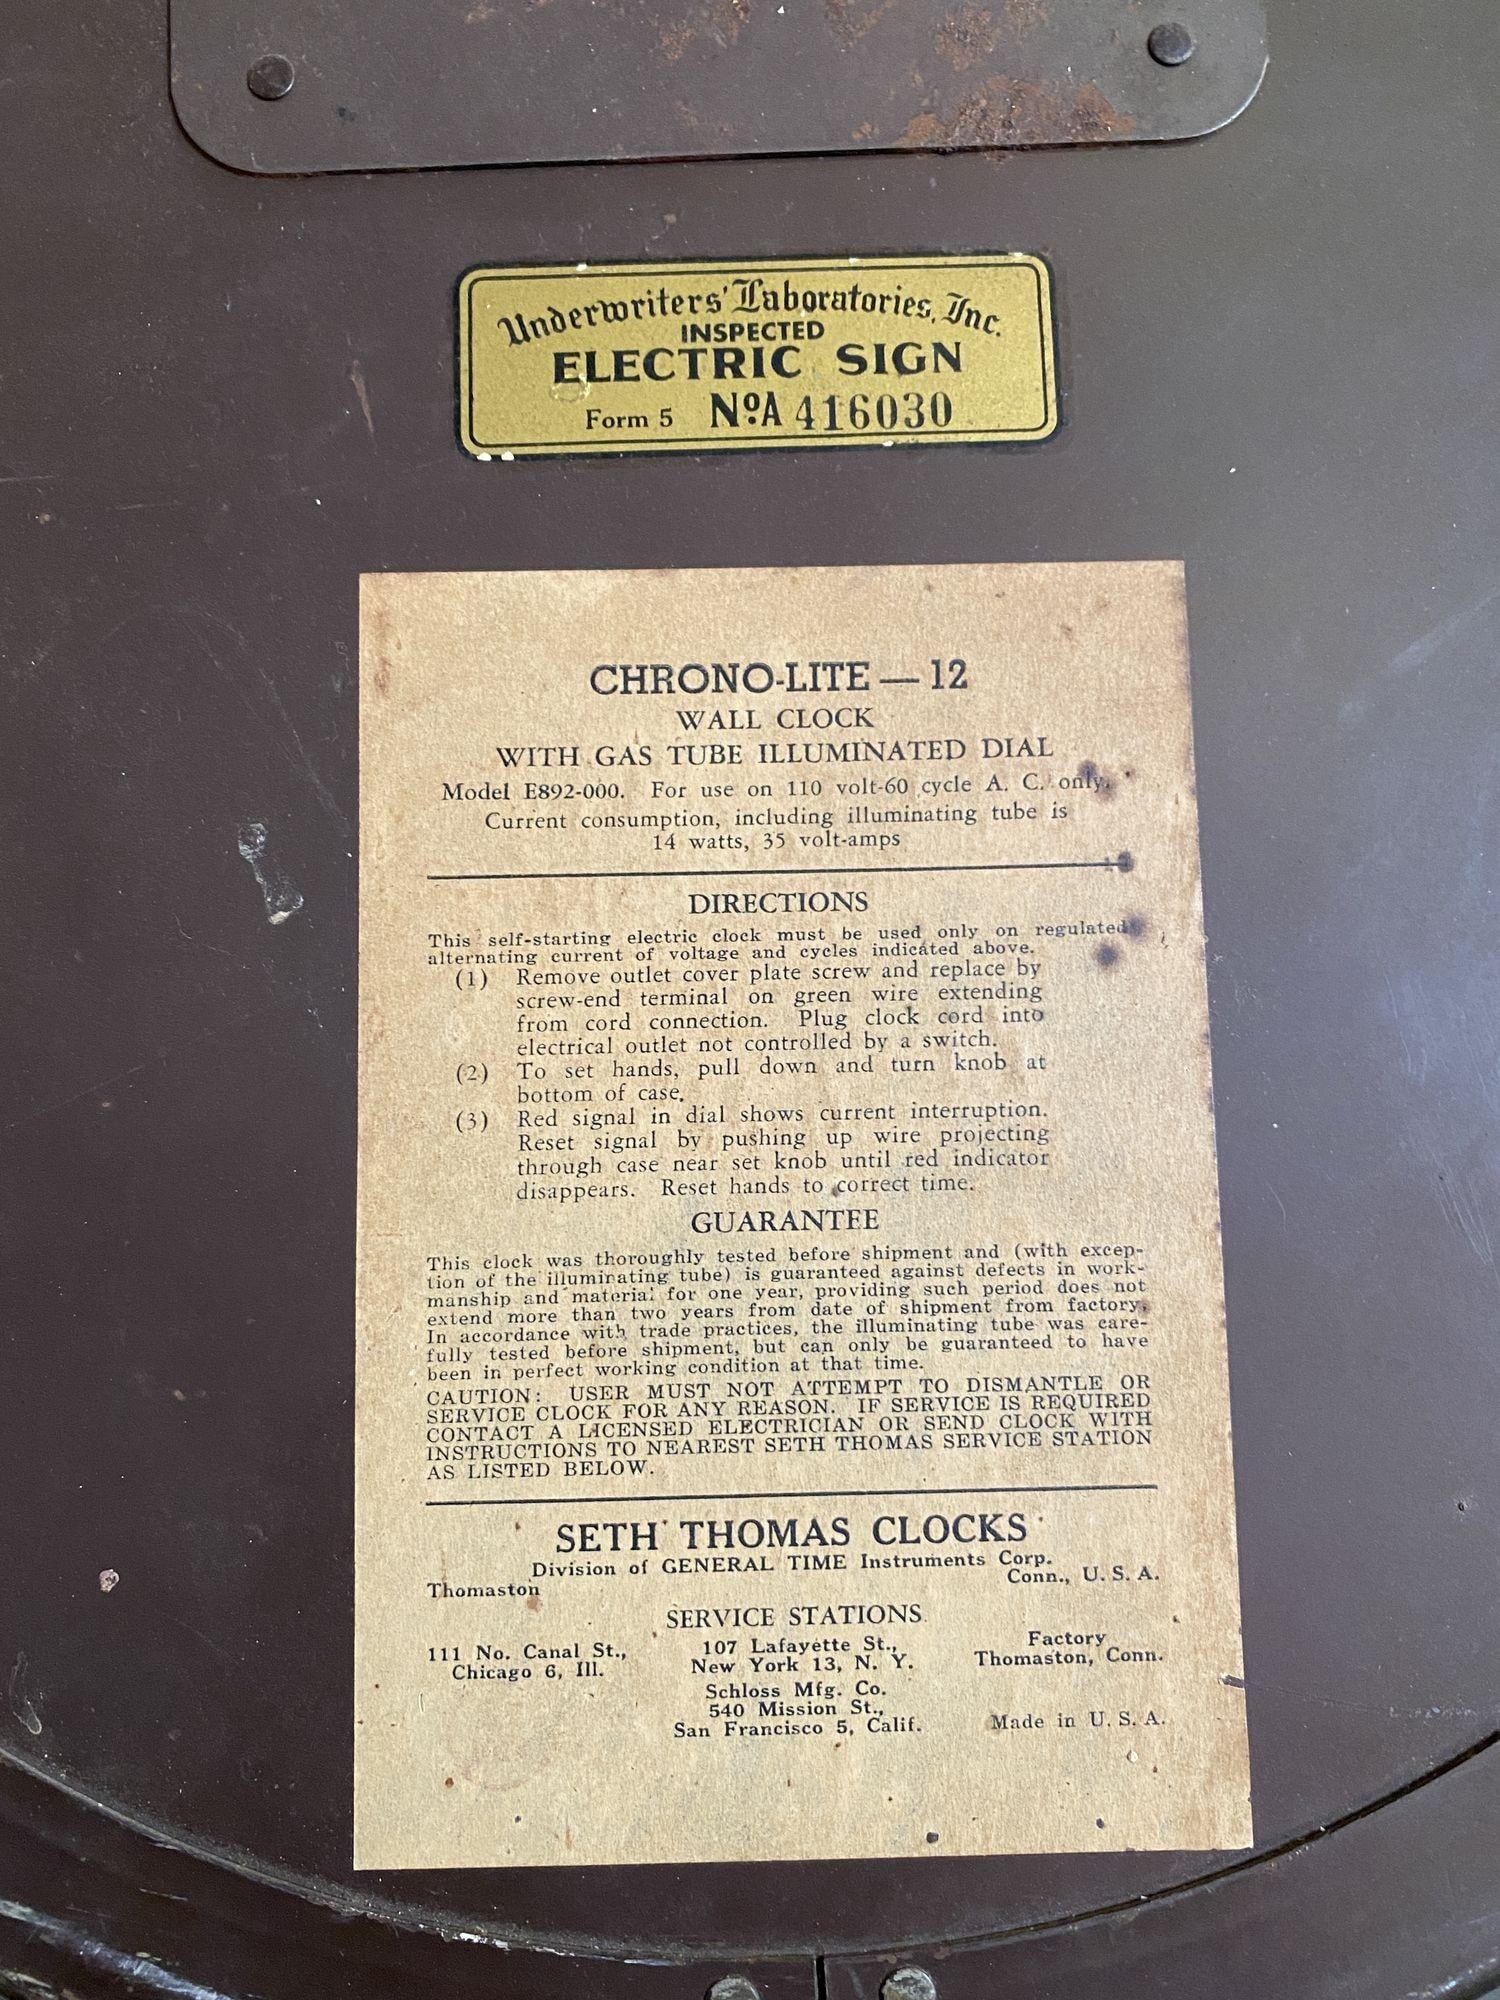 Underwriters' Laboratories, Inc.
INSPECTED
ELECTRIC SIGN
Form 5 NºA 416030
CHRONO-LITE — 12
WALL CLOCK
WITH GAS TUBE ILLUMINATED DIAL
Model E892-000. For use on 110 volt-60 cycle A. C. only.
Current consumption, including illuminating tube is
14 watts, 35 volt-amps
DIRECTIONS
This self-starting electric clock must be used only on regulated
alternating current of voltage and cycles indicated above.
(1) Remove outlet cover plate screw and replace by
screw-end terminal on green wire extending
from cord connection. Plug clock cord into
electrical outlet not controlled by a switch.
(2) To set hands, pull down and turn knob at
bottom of case.
(3) Red signal in dial shows current interruption.
Reset signal by pushing up wire projecting
through case near set knob until red indicator
disappears. Reset hands to correct time.
GUARANTEE
This clock was thoroughly tested before shipment and (with excep-
tion of the illuminating tube) is guaranteed against defects in work-
manship and material for one year, providing such period does not
extend more than two years from date of shipment from factory.
In accordance with trade practices, the illuminating tube was care-
fully tested before shipment, but can only be guaranteed to have
been in perfect working condition at that time.
CAUTION: USER MUST NOT ATTEMPT TO DISMANTLE OR
SERVICE CLOCK FOR ANY REASON. IF SERVICE IS REQUIRED
CONTACT A LICENSED ELECTRICIAN OR SEND CLOCK WITH
INSTRUCTIONS TO NEAREST SETH THOMAS SERVICE STATION
AS LISTED BELOW.
SETH THOMAS CLOCKS
Division of GENERAL TIME Instruments Corp.
Thomaston Conn., U. S. A.
SERVICE STATIONS
111 No. Canal St.,
Chicago 6, Ill.
107 Lafayette St.,
New York 13, N. Y.
Schloss Mfg. Co.
540 Mission St.,
San Francisco 5, Calif.
Factory
Thomaston, Conn.
Made in U. S. A.